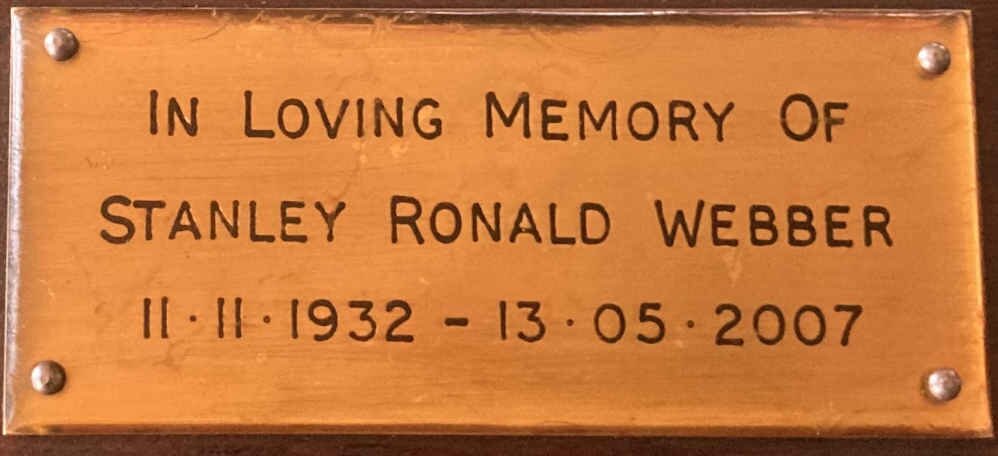 IN LOVING MEMORY OF
STANLEY RONALD WEBBER
11·11·1932 – 13·05·2007